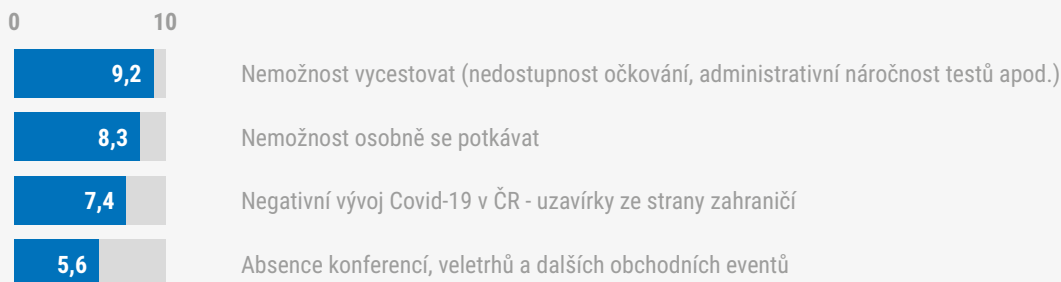 0 10
9,2 Nemožnost vycestovat (nedostupnost očkování, administrativní náročnost testů apod.)
8,3 Nemožnost osobně se potkávat
7,4 Negativní vývoj Covid-19 v ČR - uzavírky ze strany zahraničí
5,6 Absence konferencí, veletrhů a dalších obchodních eventů